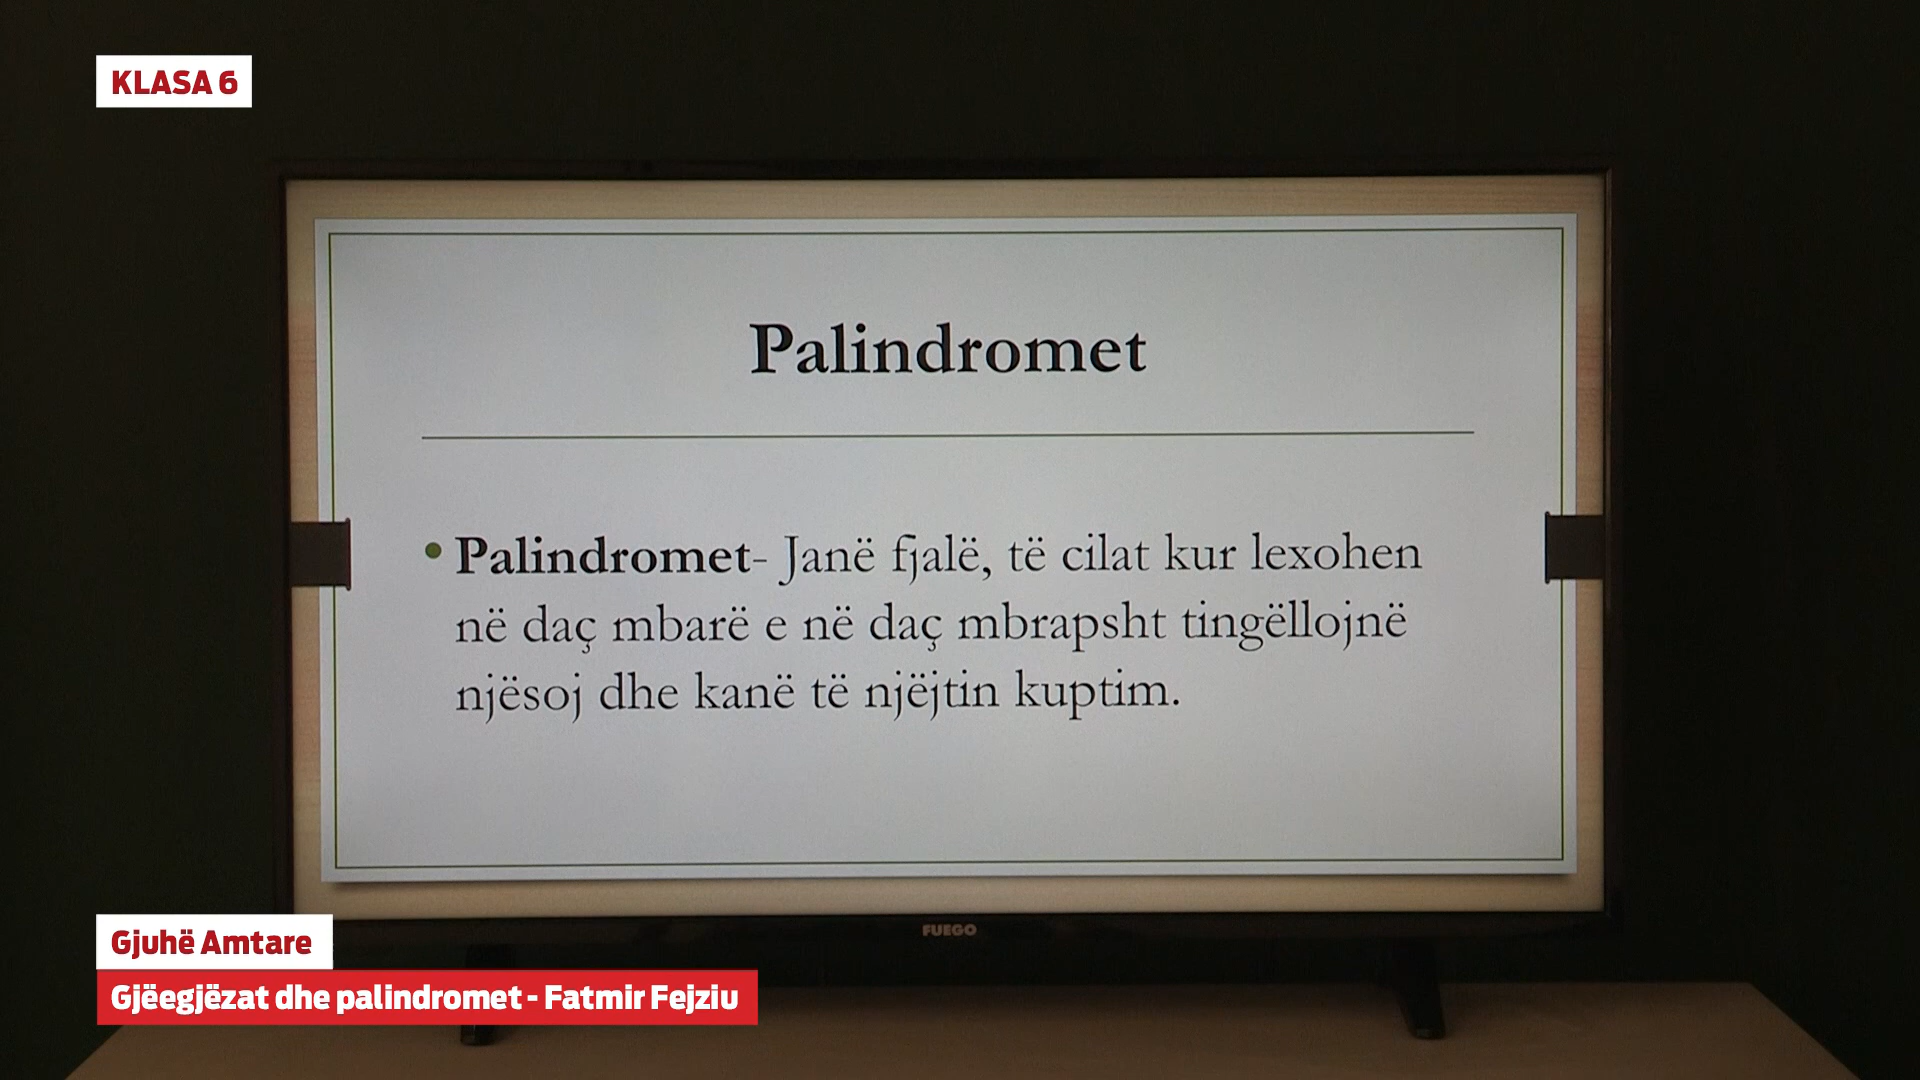 KLASA 6
Palindromet
• Palindromet- Janë fjalë, të cilat kur lexohen
në daç mbarë e në daç mbrapsht tingëllojnë
njësoj dhe kanë të njëjtin kuptim.
FUEGO
Gjuhë Amtare
Gjëegjëzat dhe palindromet - Fatmir Fejziu